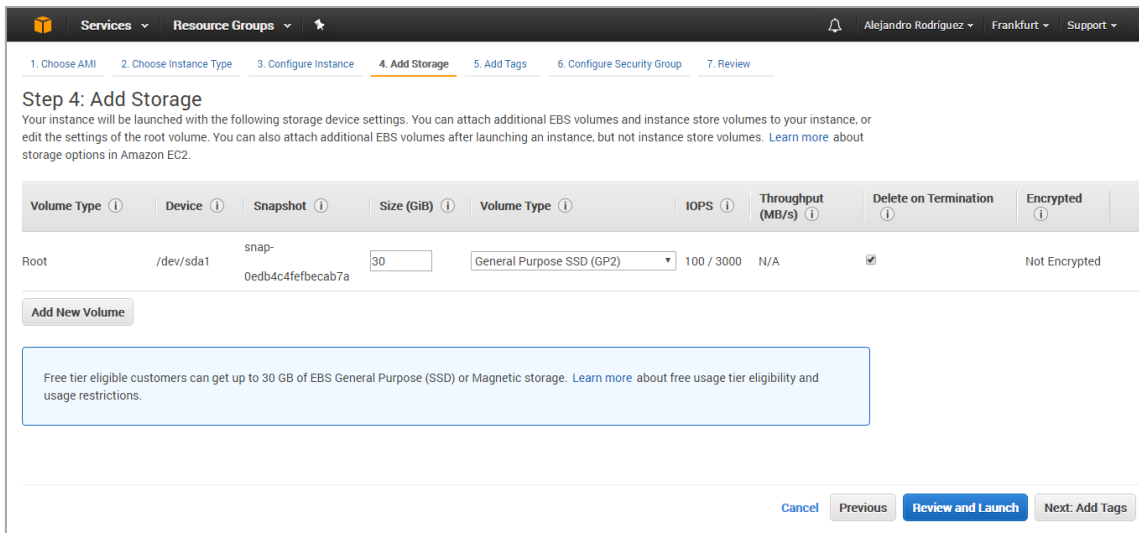 Services Resource Groups Alejandro Rodríguez Frankfurt Support
1. Choose AMI 2. Choose Instance Type 3. Configure Instance 4. Add Storage 5. Add Tags 6. Configure Security Group 7. Review
Step 4: Add Storage
Your instance will be launched with the following storage device settings. You can attach additional EBS volumes and instance store volumes to your instance, or
edit the settings of the root volume. You can also attach additional EBS volumes after launching an instance, but not instance store volumes. Learn more about
storage options in Amazon EC2.
Volume Type i Device i Snapshot i Size (GiB) i Volume Type i IOPS i Throughput (MB/s) i Delete on Termination i Encrypted i
Root /dev/sda1 snap-0edb4c4fefbecab7a 30 General Purpose SSD (GP2) 100 / 3000 N/A Not Encrypted
Add New Volume
Free tier eligible customers can get up to 30 GB of EBS General Purpose (SSD) or Magnetic storage. Learn more about free usage tier eligibility and
usage restrictions.
Cancel Previous Review and Launch Next: Add Tags